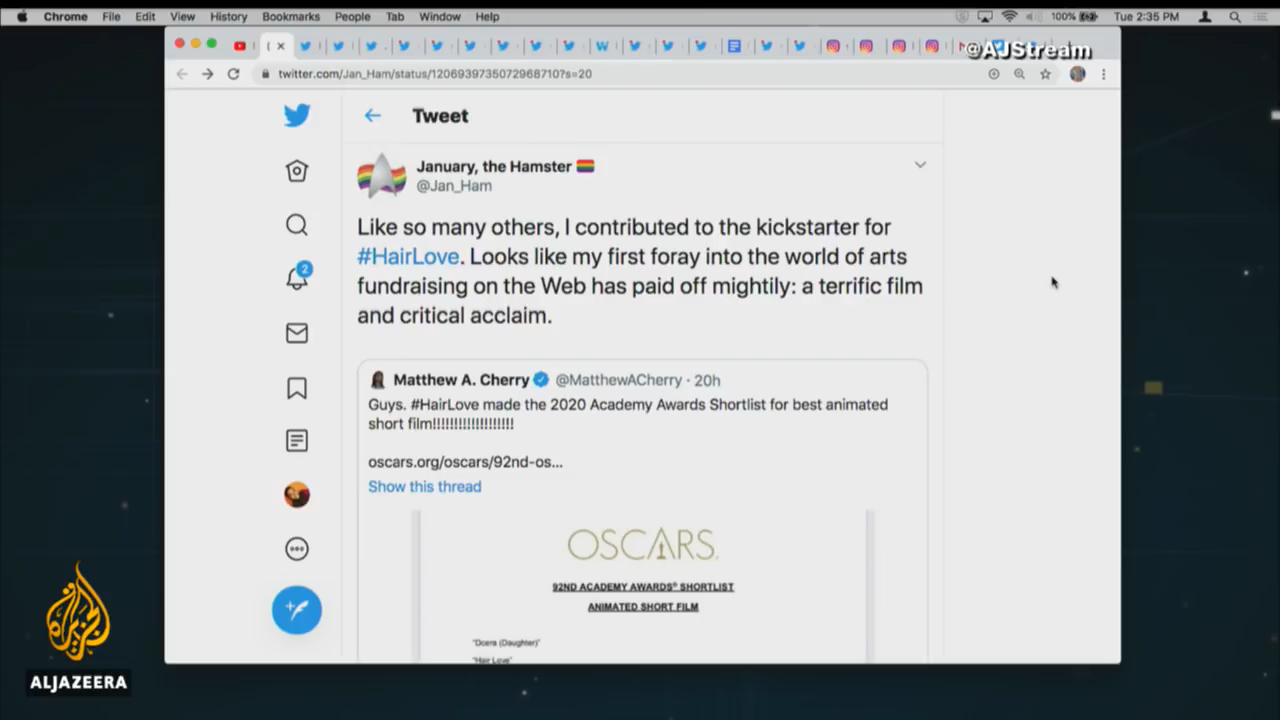 Chrome File Edit View History Bookmarks People Tab Window Help
100% Tue 2:35 PM
@AJStream
twitter.com/Jan_Ham/status/1206939735072968710?s=20
Tweet
January, the Hamster
@Jan_Ham
Like so many others, I contributed to the kickstarter for
#HairLove. Looks like my first foray into the world of arts
fundraising on the Web has paid off mightily: a terrific film
and critical acclaim.
2
Matthew A. Cherry @MatthewACherry · 20h
Guys. #HairLove made the 2020 Academy Awards Shortlist for best animated
short film!!!!!!!!!!!!!!!!!!!
oscars.org/oscars/92nd-os...
Show this thread
OSCARS.
92ND ACADEMY AWARDS® SHORTLIST
ANIMATED SHORT FILM
"Dcera (Daughter)"
"Hair Love"
الجزيرة
ALJAZEERA